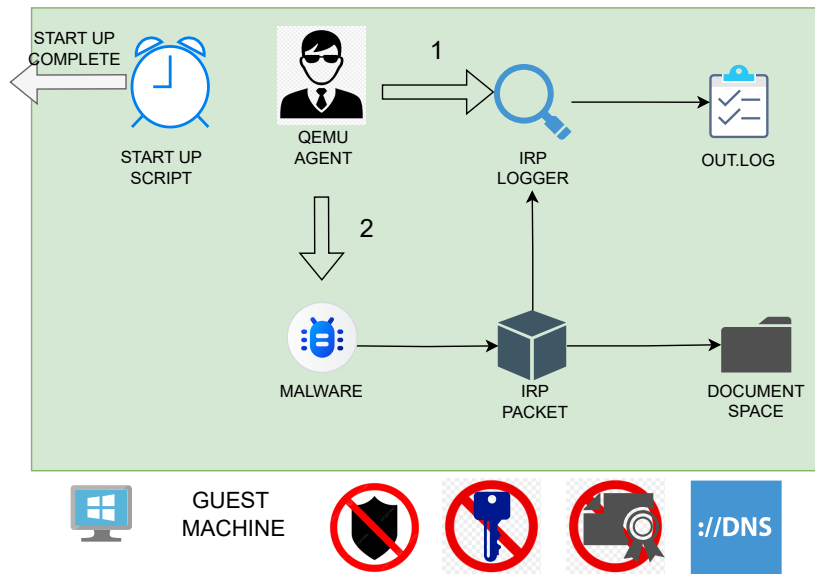 START UP
COMPLETE
START UP
SCRIPT
QEMU
AGENT
1
IRP
LOGGER
OUT.LOG
2
MALWARE
IRP
PACKET
DOCUMENT
SPACE
GUEST
MACHINE
://DNS